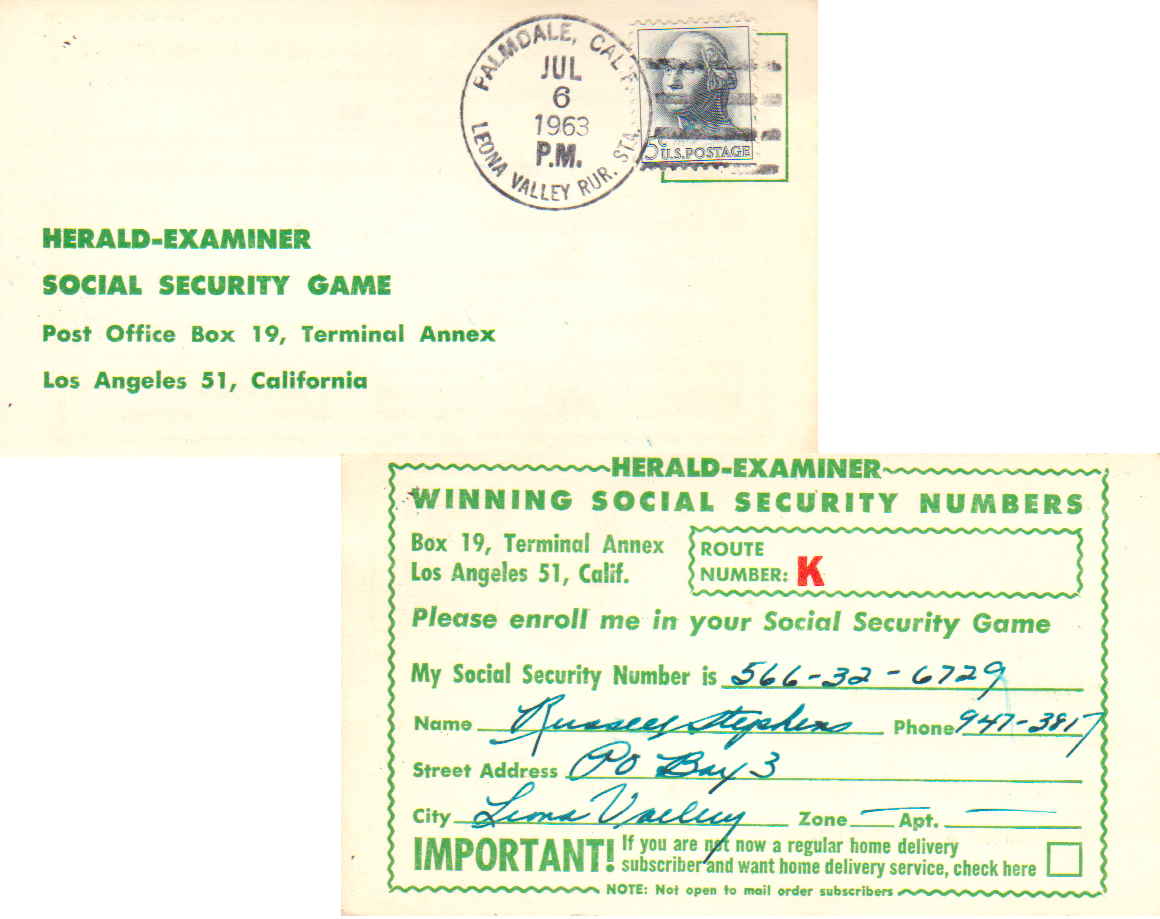 PALMDALE, CALIF.
JUL
6
1963
P.M.
LEONA VALLEY RUR. STA.
5¢ U.S. POSTAGE
HERALD-EXAMINER
SOCIAL SECURITY GAME
Post Office Box 19, Terminal Annex
Los Angeles 51, California
HERALD-EXAMINER
WINNING SOCIAL SECURITY NUMBERS
Box 19, Terminal Annex
Los Angeles 51, Calif.
ROUTE
NUMBER: K
Please enroll me in your Social Security Game
My Social Security Number is 566-32-6729
Name Russell Stephens Phone 947-3817
Street Address PO Box 3
City Leona Valley Zone — Apt. —
IMPORTANT! If you are not now a regular home delivery
subscriber and want home delivery service, check here
NOTE: Not open to mail order subscribers